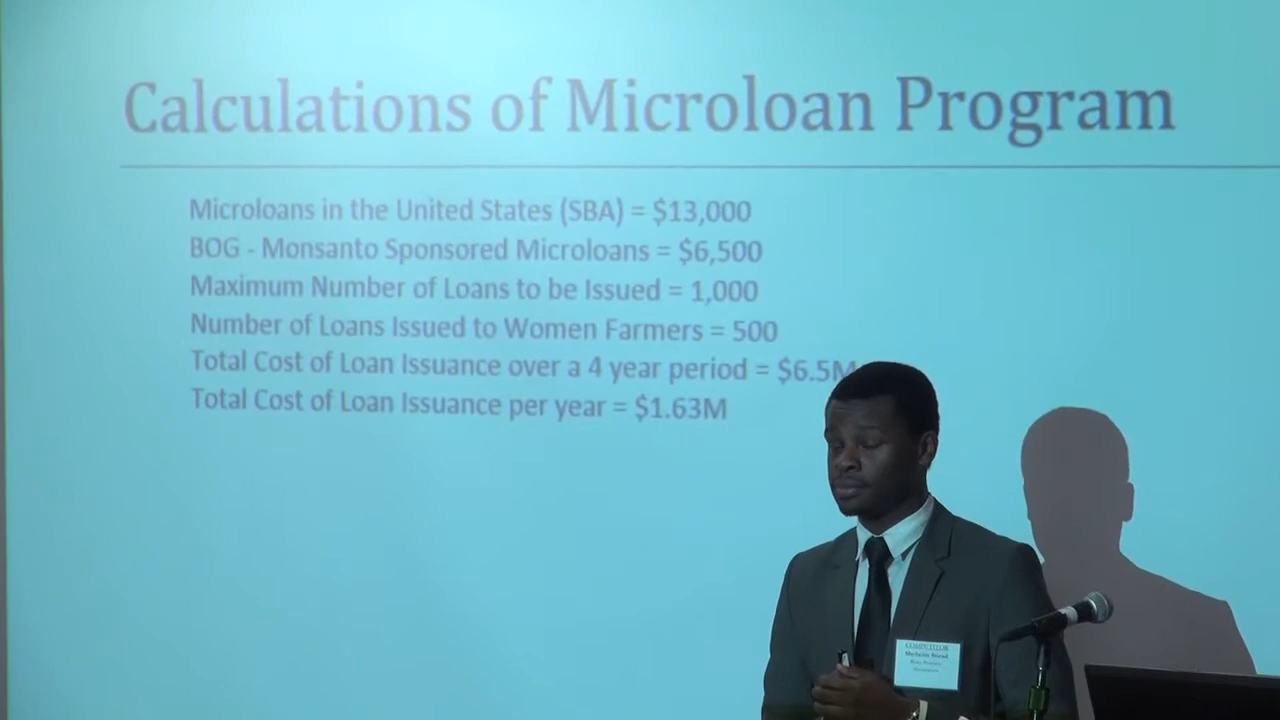 Calculations of Microloan Program
Microloans in the United States (SBA) = $13,000
BOG - Monsanto Sponsored Microloans = $6,500
Maximum Number of Loans to be Issued = 1,000
Number of Loans Issued to Women Farmers = 500
Total Cost of Loan Issuance over a 4 year period = $6.5M
Total Cost of Loan Issuance per year = $1.63M
COMPETITOR